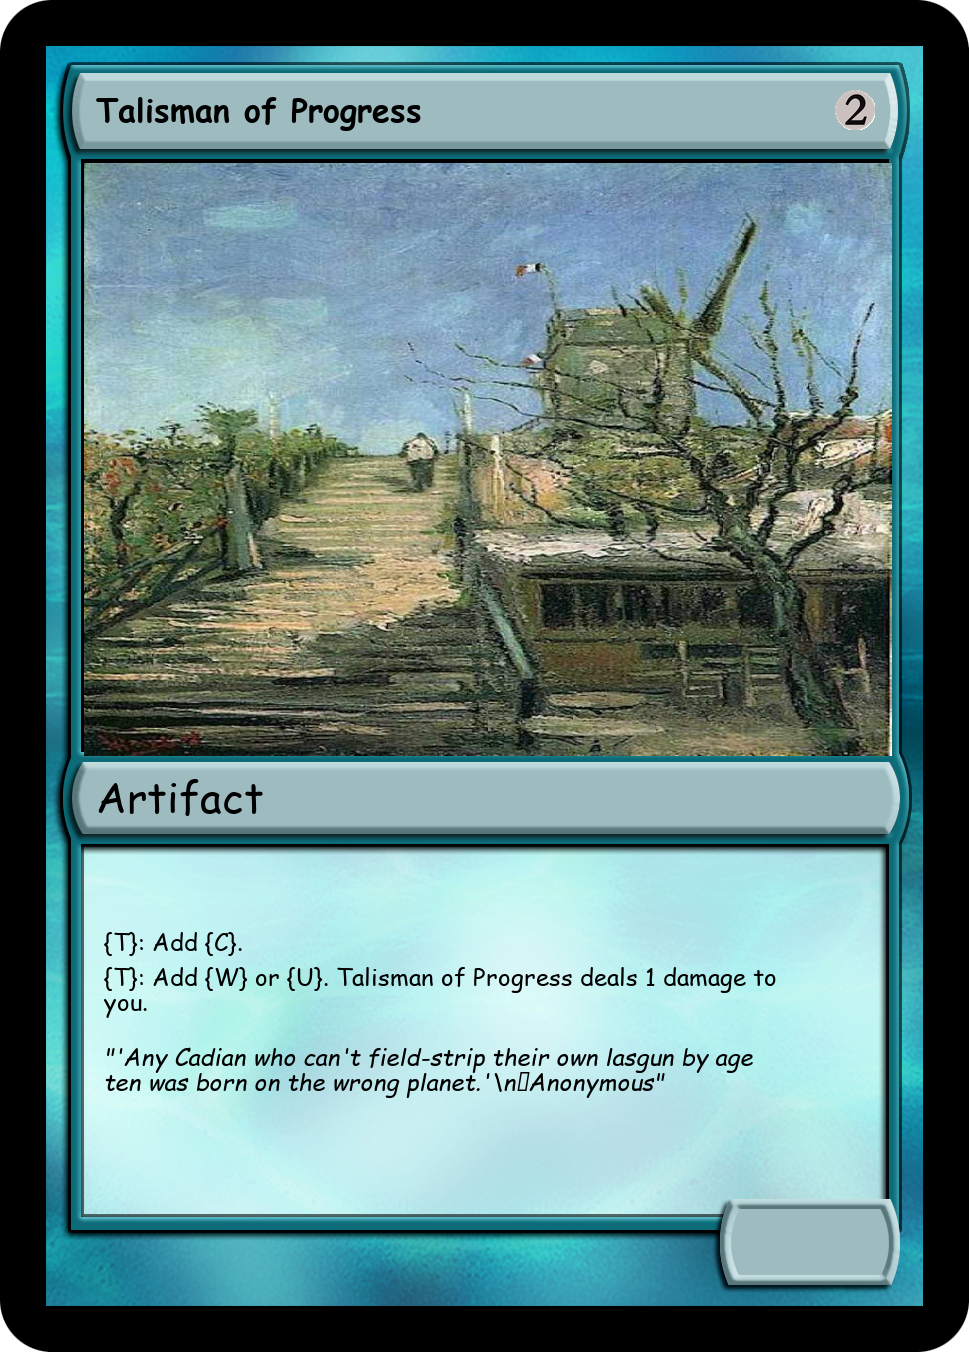 Talisman of Progress 2
Artifact
{T}: Add {C}.
{T}: Add {W} or {U}. Talisman of Progress deals 1 damage to
you.
"'Any Cadian who can't field-strip their own lasgun by age
ten was born on the wrong planet.'\n▯Anonymous"